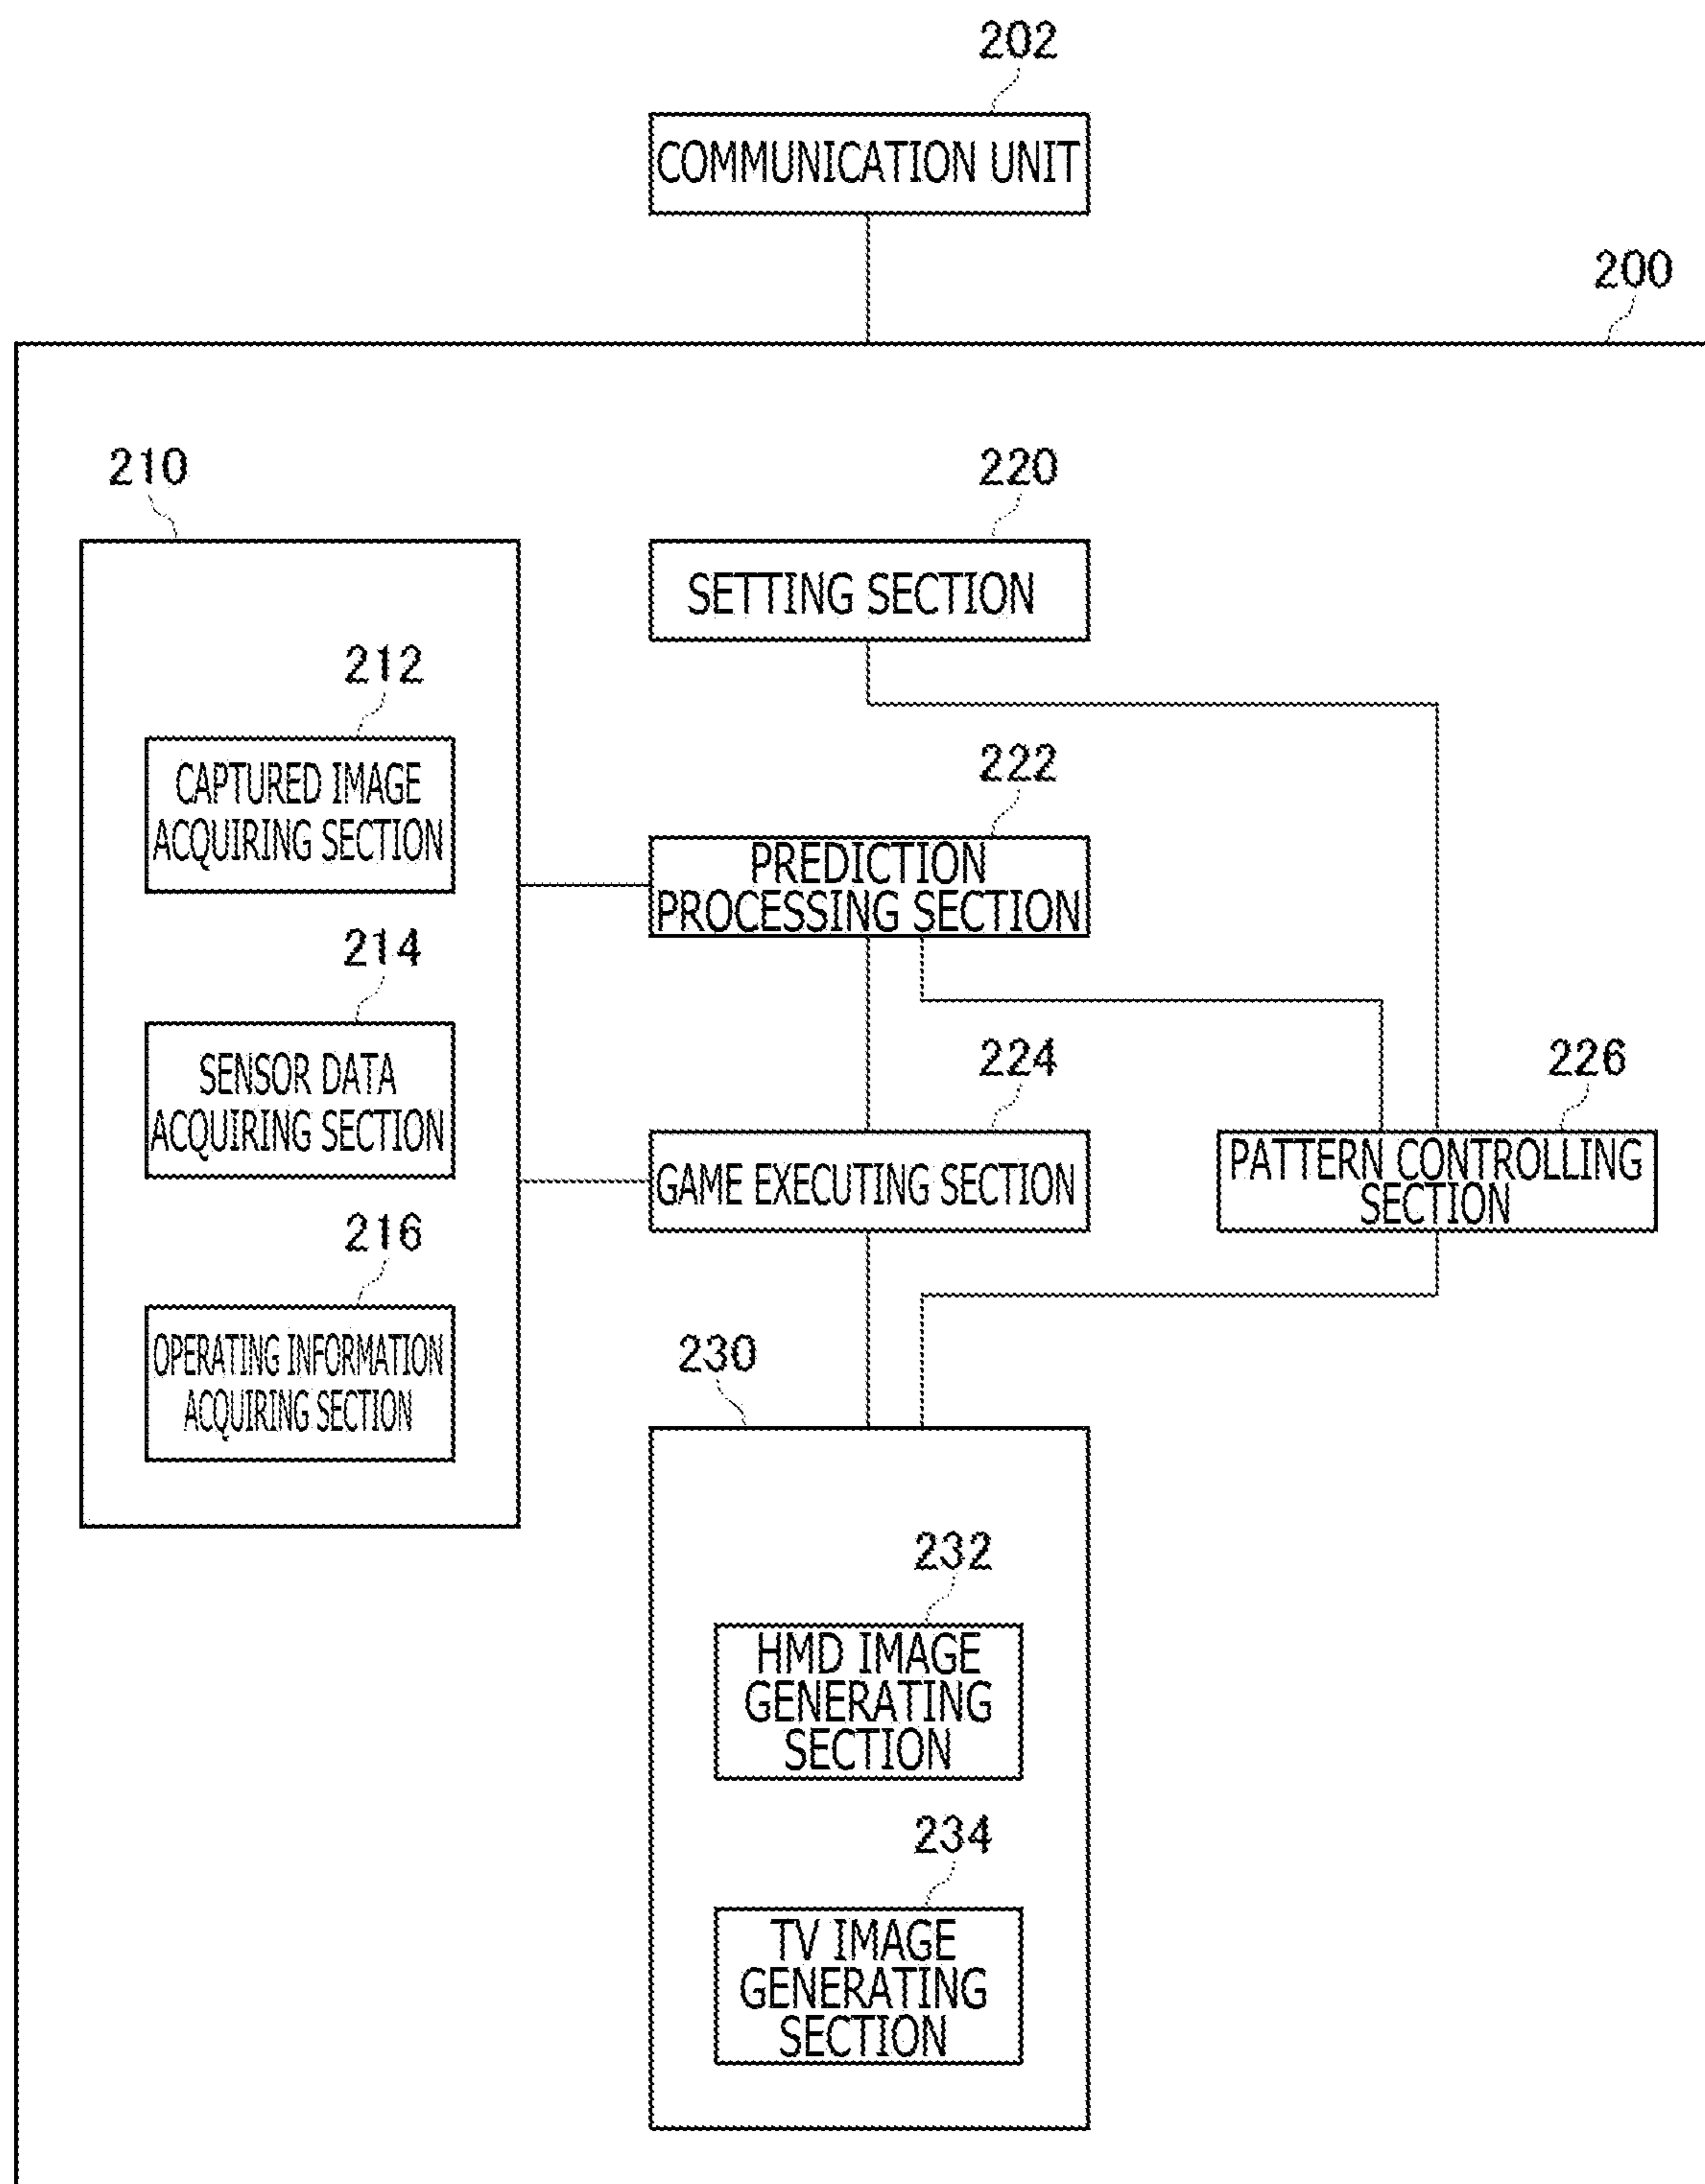 202
COMMUNICATION UNIT
200
210
220
SETTING SECTION
212
CAPTURED IMAGE
ACQUIRING SECTION
222
PREDICTION
PROCESSING SECTION
214
SENSOR DATA
ACQUIRING SECTION
224
GAME EXECUTING SECTION
226
PATTERN CONTROLLING
SECTION
216
OPERATING INFORMATION
ACQUIRING SECTION
230
232
HMD IMAGE
GENERATING
SECTION
234
TV IMAGE
GENERATING
SECTION